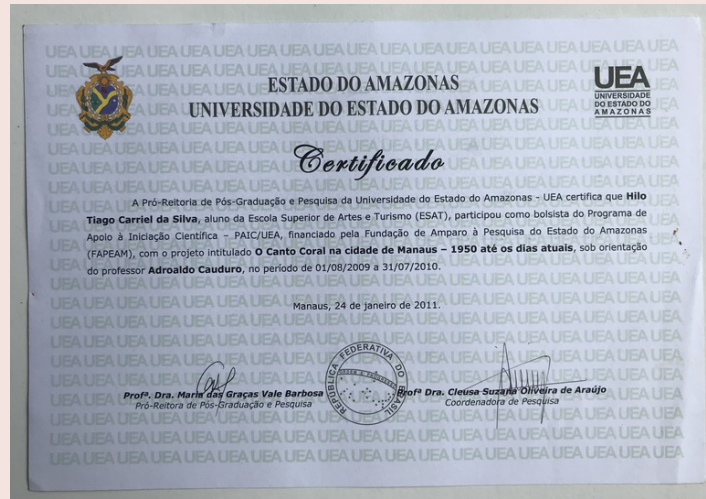 ESTADO DO AMAZONAS
UNIVERSIDADE DO ESTADO DO AMAZONAS
UEA
UNIVERSIDADE
DO ESTADO DO
AMAZONAS
Certificado
A Pró-Reitoria de Pós-Graduação e Pesquisa da Universidade do Estado do Amazonas - UEA certifica que Hilo
Tiago Carriel da Silva, aluno da Escola Superior de Artes e Turismo (ESAT), participou como bolsista do Programa de
Apoio à Iniciação Científica – PAIC/UEA, financiado pela Fundação de Amparo à Pesquisa do Estado do Amazonas
(FAPEAM), com o projeto intitulado O Canto Coral na cidade de Manaus – 1950 até os dias atuais, sob orientação
do professor Adroaldo Cauduro, no período de 01/08/2009 a 31/07/2010.
Manaus, 24 de janeiro de 2011.
REPUBLICA FEDERATIVA DO BRASIL
Profª. Dra. Maria das Graças Vale Barbosa
Pró-Reitora de Pós-Graduação e Pesquisa
Profª Dra. Cleusa Suzana Oliveira de Araújo
Coordenadora de Pesquisa